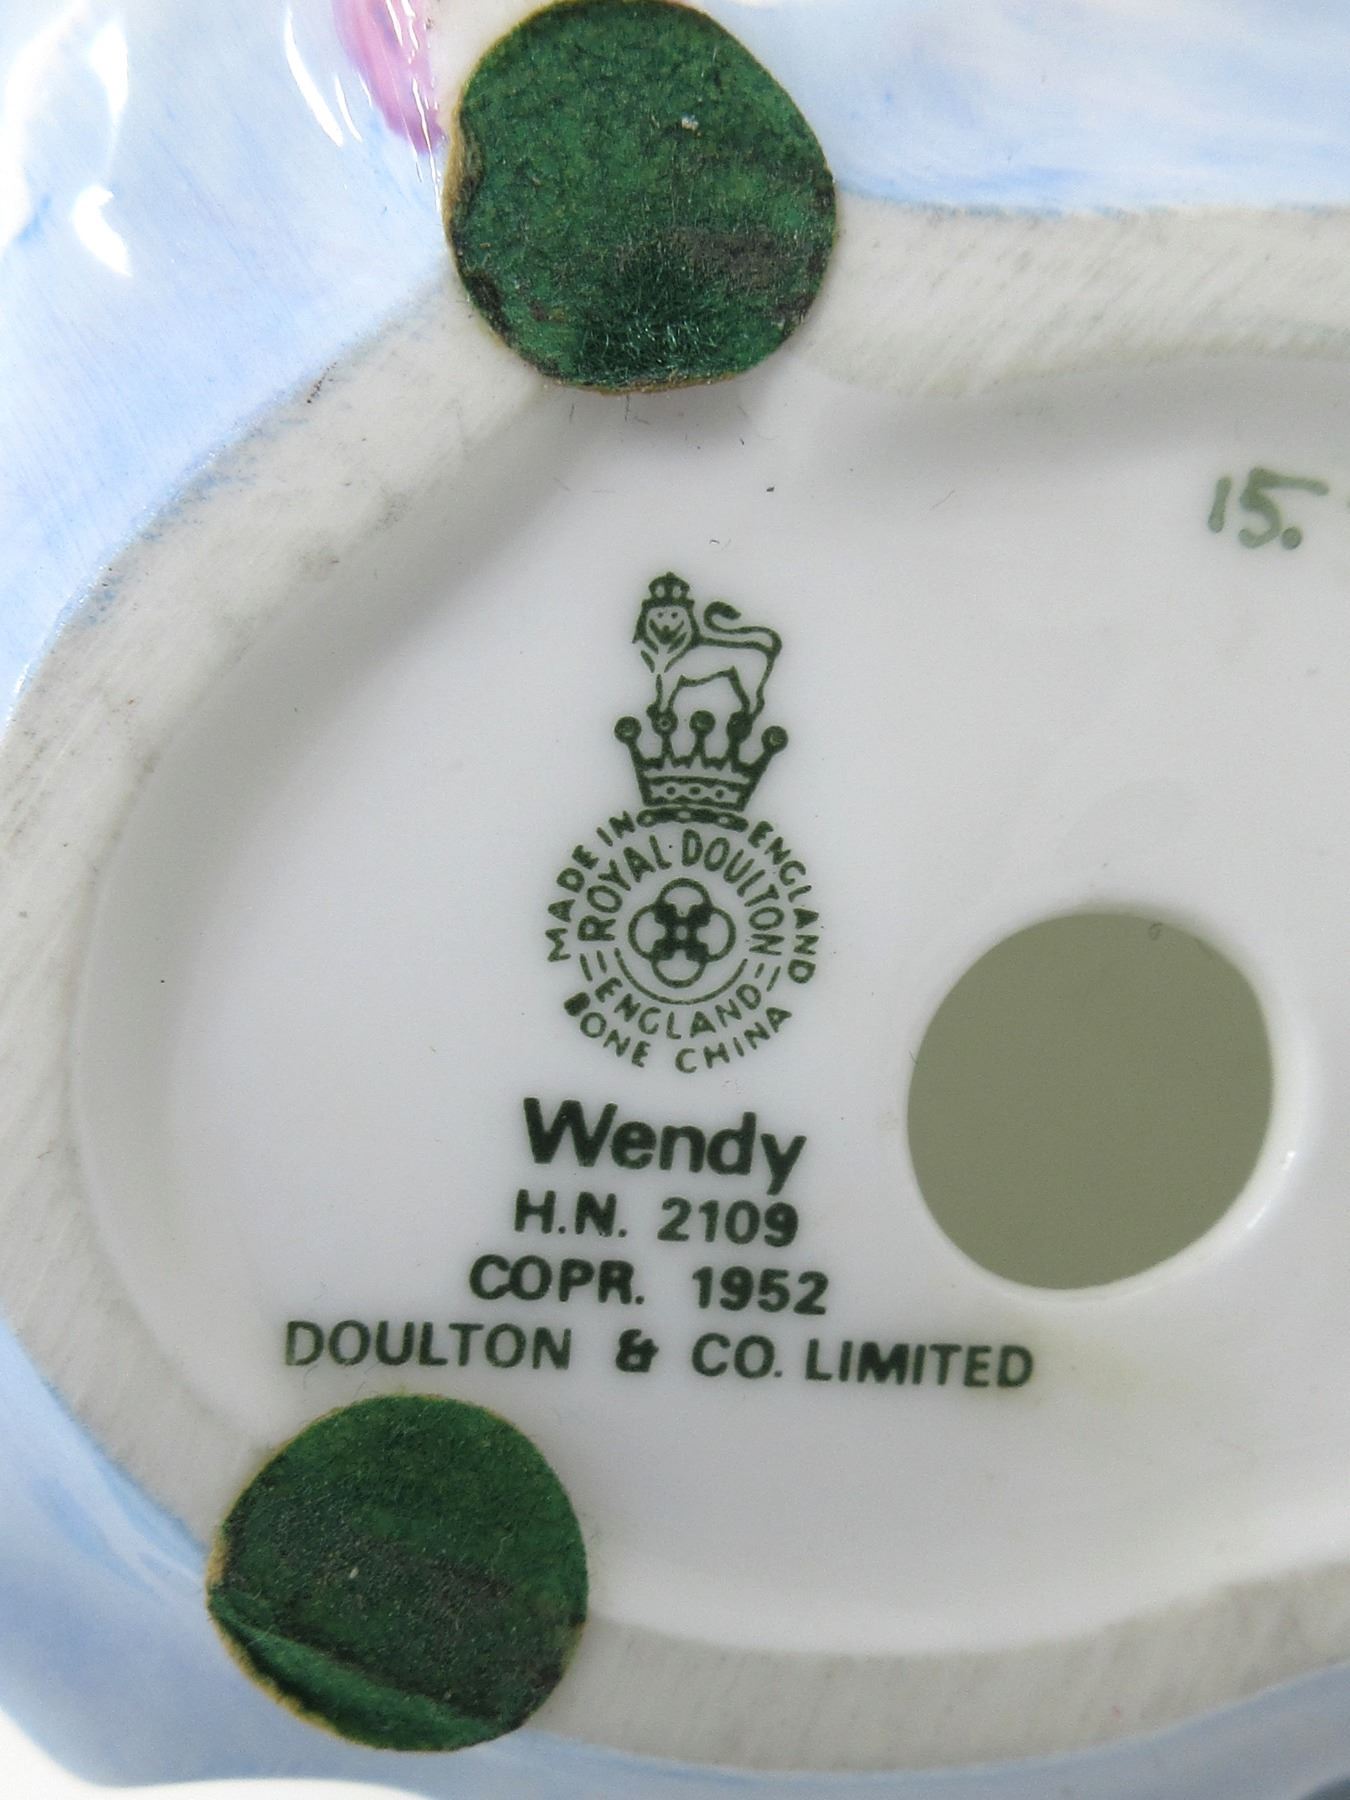 15.
MADE IN ENGLAND
ROYAL DOULTON
ENGLAND
BONE CHINA
Wendy
H.N. 2109
COPR. 1952
DOULTON & CO. LIMITED